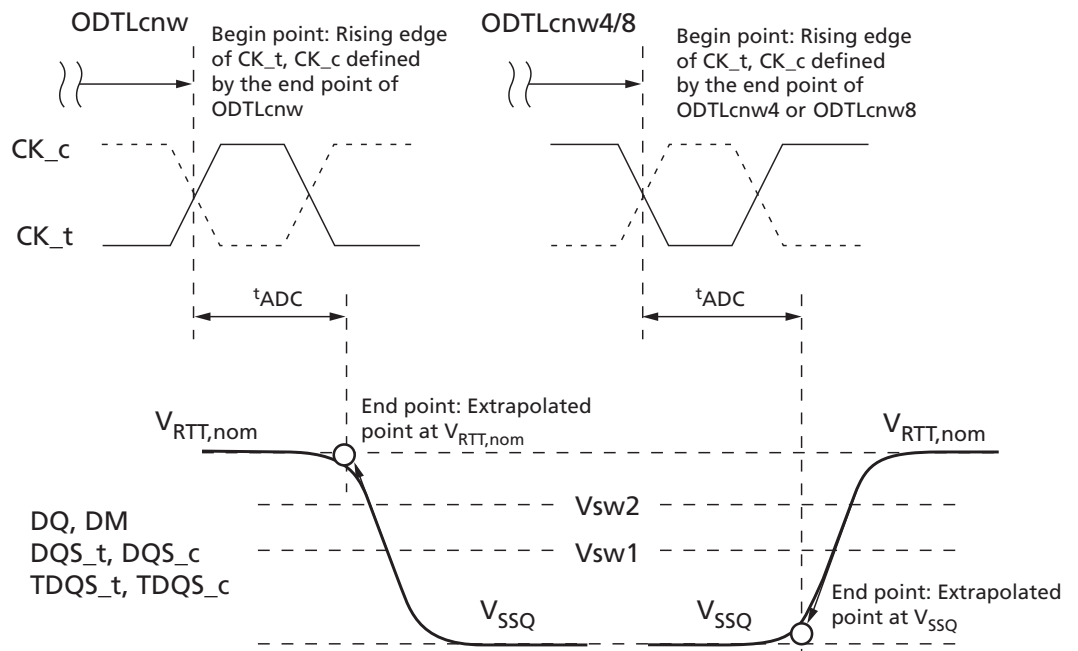 ODTLcnw
Begin point: Rising edge
of CK_t, CK_c defined
by the end point of
ODTLcnw
ODTLcnw4/8
Begin point: Rising edge
of CK_t, CK_c defined
by the end point of
ODTLcnw4 or ODTLcnw8
CK_c
CK_t
tADC
tADC
End point: Extrapolated
point at VRTT,nom
VRTT,nom
VRTT,nom
Vsw2
DQ, DM
DQS_t, DQS_c
TDQS_t, TDQS_c
Vsw1
VSSQ
VSSQ
End point: Extrapolated
point at VSSQ